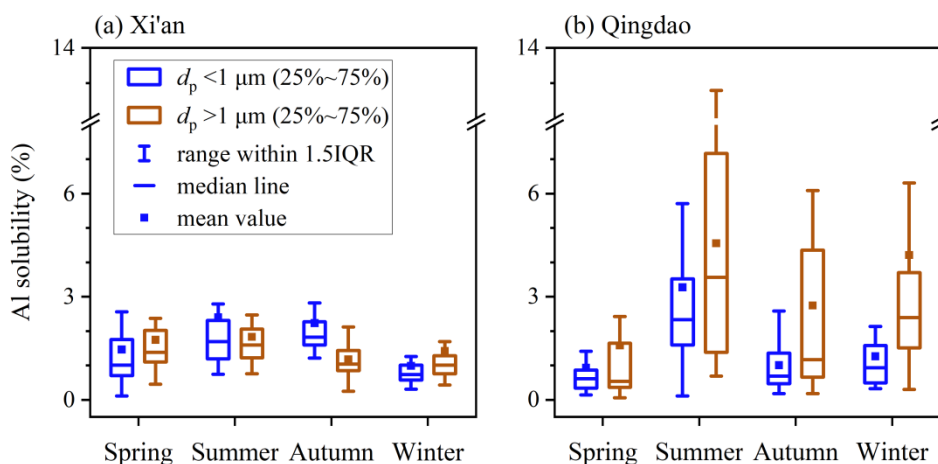 (a) Xi'an
(b) Qingdao
14
14
dp <1 μm (25%~75%)
dp >1 μm (25%~75%)
range within 1.5IQR
median line
mean value
Al solubility (%)
6
3
0
6
3
0
Spring Summer Autumn Winter
Spring Summer Autumn Winter